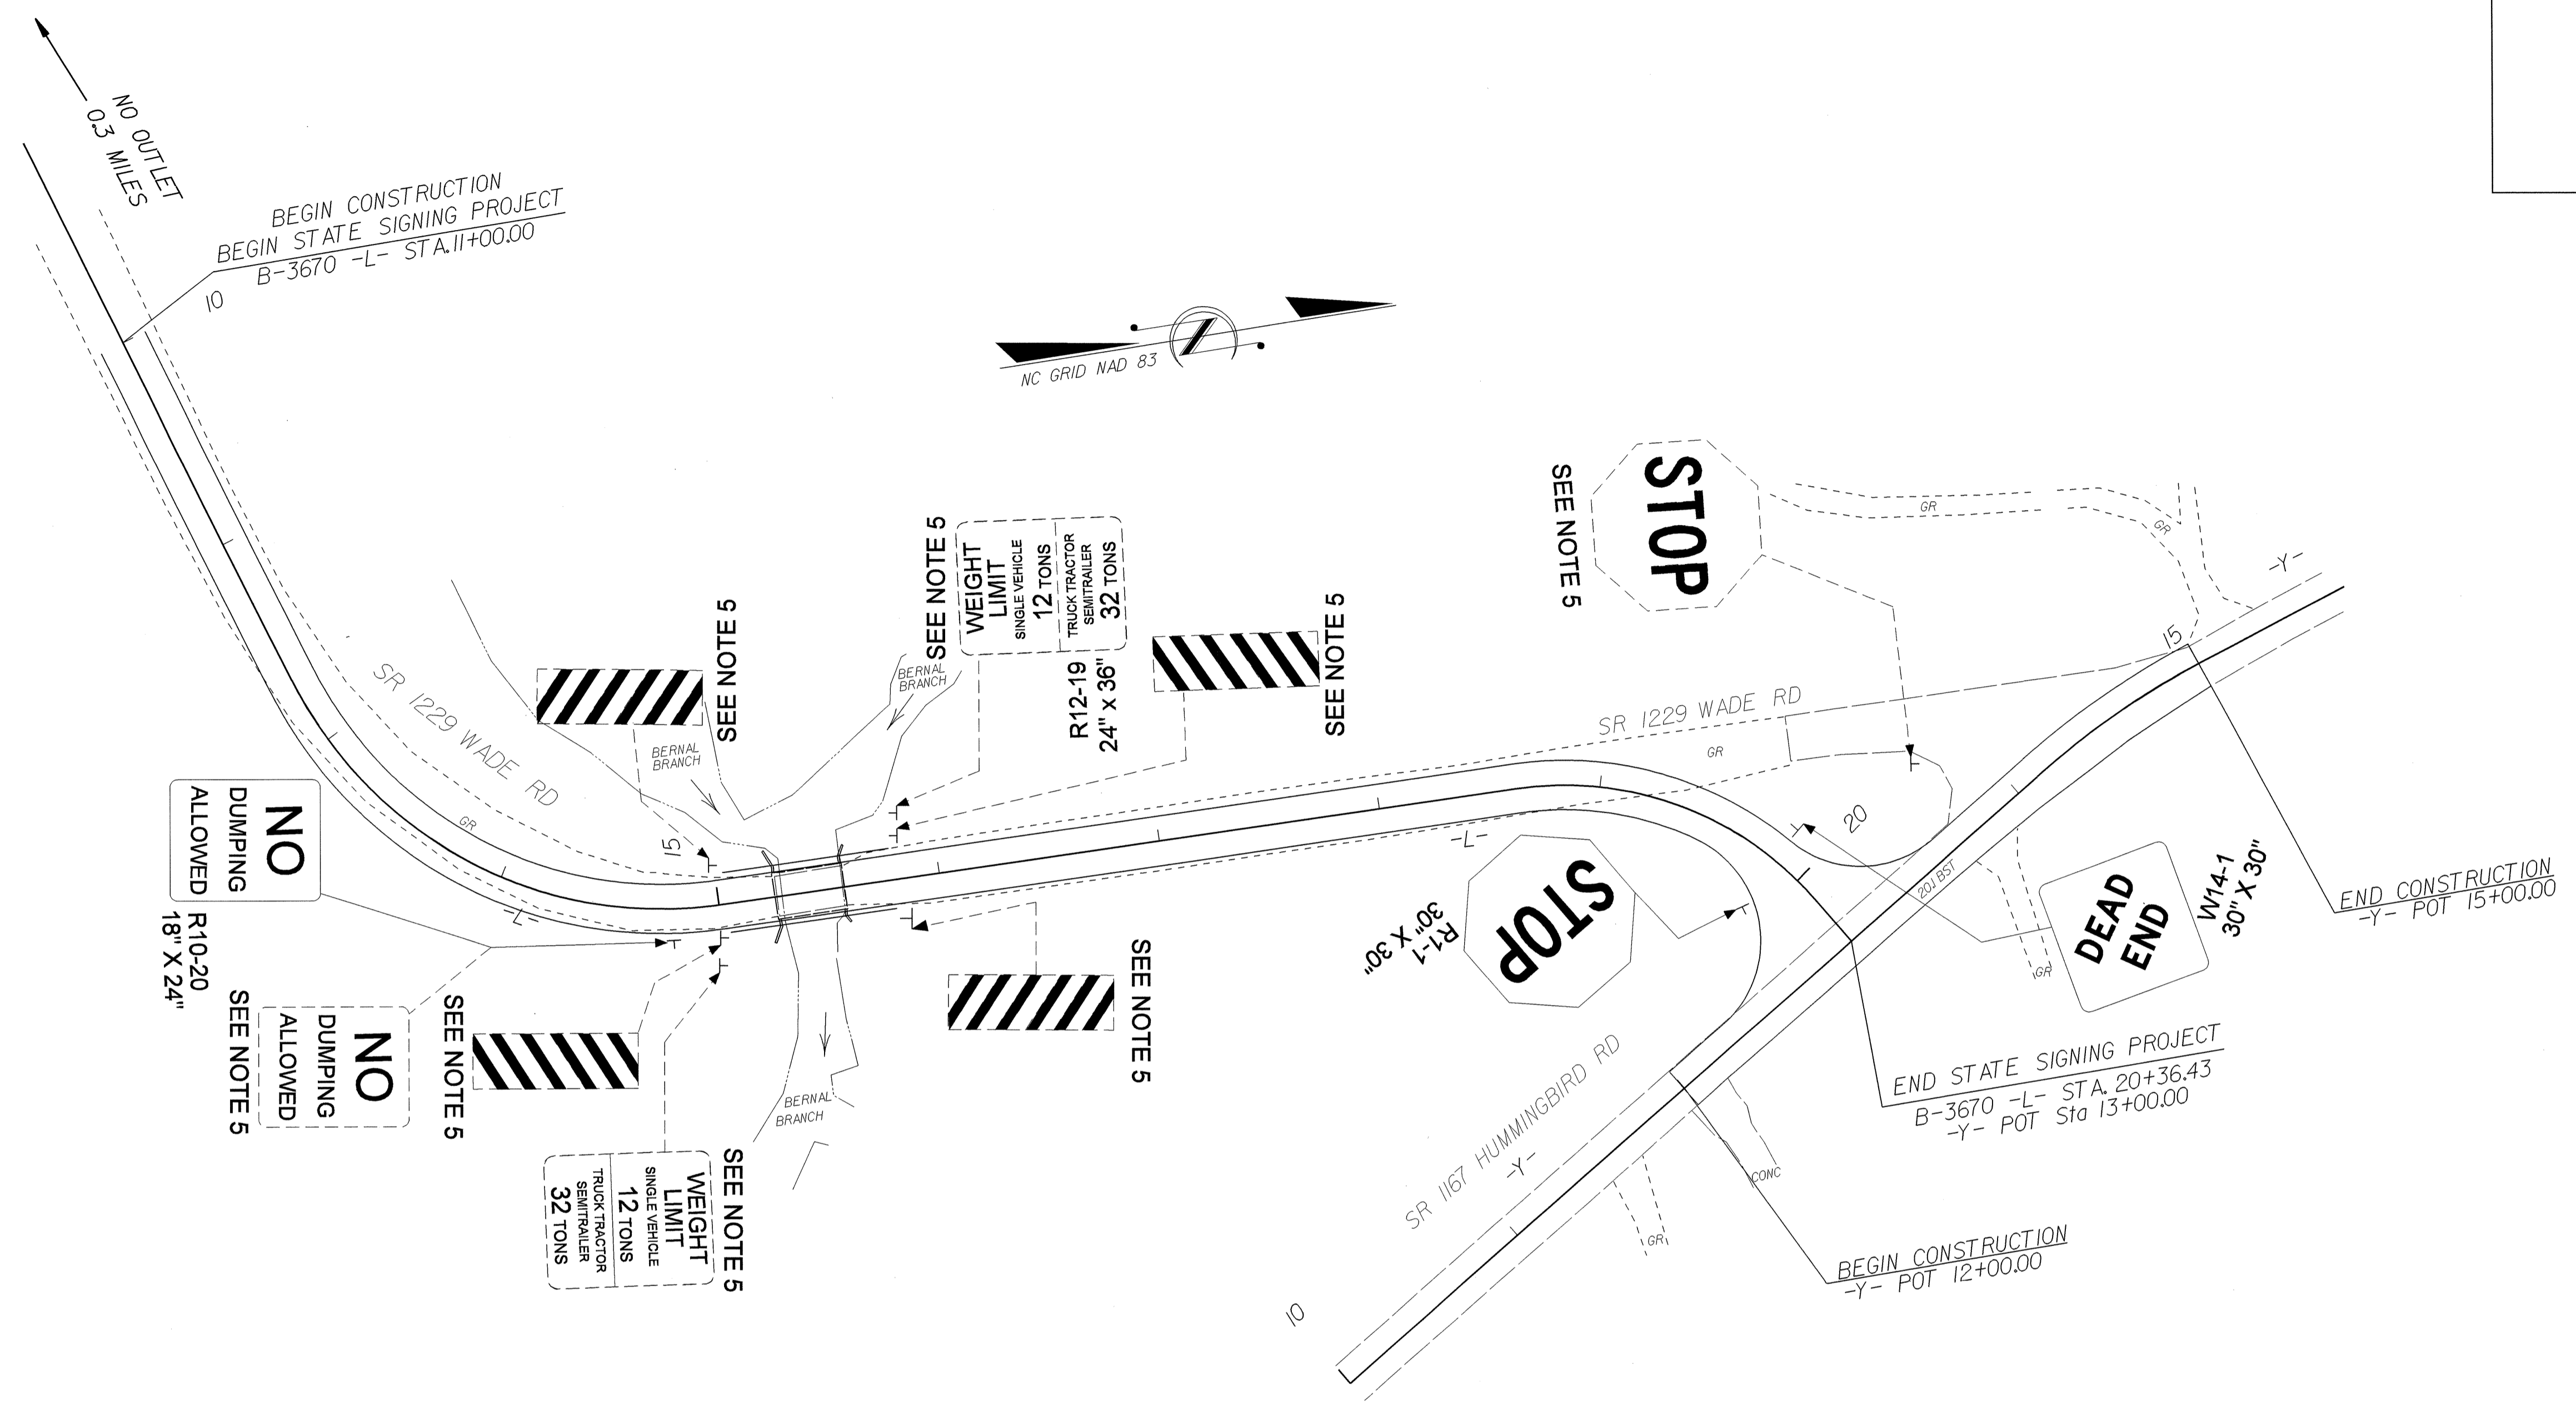 NO OUTLET
0.3 MILES
BEGIN CONSTRUCTION
BEGIN STATE SIGNING PROJECT
B-3670 -L- STA.11+00.00
10
NC GRID NAD 83
SEE NOTE 5
STOP
GR
GR
-Y-
15
SEE NOTE 5
WEIGHT
LIMIT
SINGLE VEHICLE
12 TONS
TRUCK TRACTOR
SEMITRAILER
32 TONS
R12-19
24" X 36"
SEE NOTE 5
SEE NOTE 5
BERNAL
BRANCH
BERNAL
BRANCH
SR 1229 WADE RD
SR 1229 WADE RD
GR
GR
15
-L-
-L-
20
NO
DUMPING
ALLOWED
R10-20
18" X 24"
SEE NOTE 5
NO
DUMPING
ALLOWED
SEE NOTE 5
SEE NOTE 5
WEIGHT
LIMIT
SINGLE VEHICLE
12 TONS
TRUCK TRACTOR
SEMITRAILER
32 TONS
SEE NOTE 5
BERNAL
BRANCH
STOP
R1-1
30" X 30"
20' BST
GR
DEAD
END
W14-1
30" X 30"
END CONSTRUCTION
-Y- POT 15+00.00
END STATE SIGNING PROJECT
B-3670 -L- STA. 20+36.43
-Y- POT Sta 13+00.00
SR 1167 HUMMINGBIRD RD
-Y-
CONC
GR
BEGIN CONSTRUCTION
-Y- POT 12+00.00
10